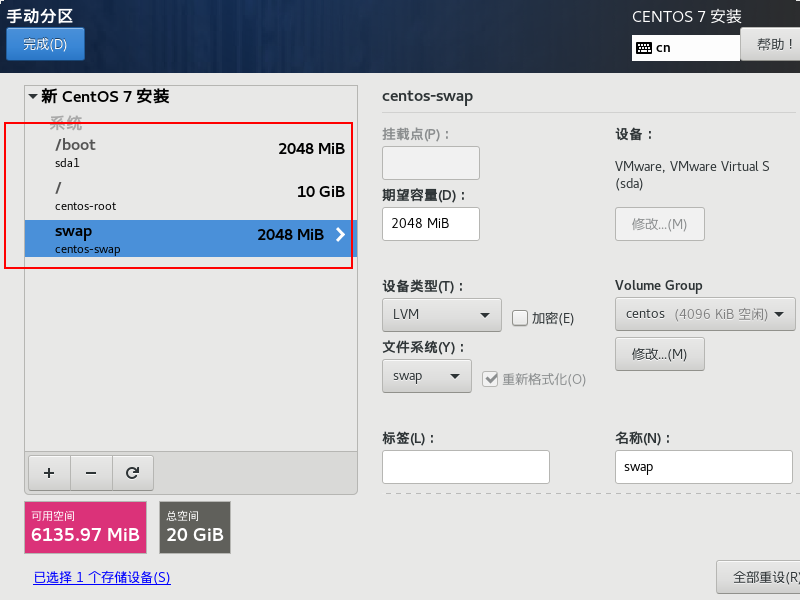 手动分区
CENTOS 7 安装
完成(D)
cn
帮助！
新 CentOS 7 安装
系统
/boot
2048 MiB
sda1
/
10 GiB
centos-root
swap
2048 MiB
centos-swap
+ −
可用空间
6135.97 MiB
总空间
20 GiB
已选择 1 个存储设备(S)
centos-swap
挂载点(P)：
设备：
VMware, VMware Virtual S
(sda)
期望容量(D)：
2048 MiB
修改...(M)
设备类型(T)：
Volume Group
LVM
加密(E)
centos (4096 KiB 空闲)
文件系统(Y)：
修改...(M)
swap
重新格式化(O)
标签(L)：
名称(N)：
swap
全部重设(R)